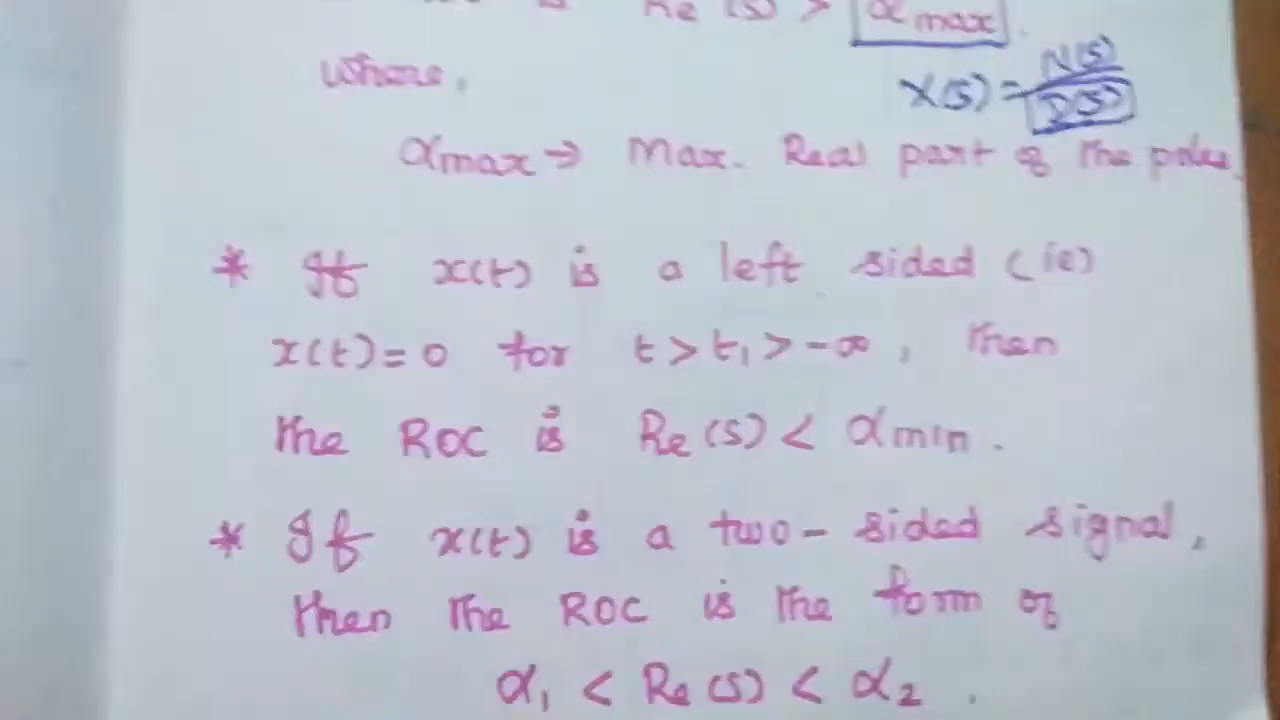 is Re(s) > αmax.
where,
X(s) = N(s)/D(s)
αmax → Max. Real part of the poles.
* If x(t) is a left sided (ie)
x(t)=0 for t>t₁>-∞, then
the ROC is Re(s) < αmin.
* If x(t) is a two-sided signal,
then the ROC is the form of
α₁ < Re(s) < α₂.